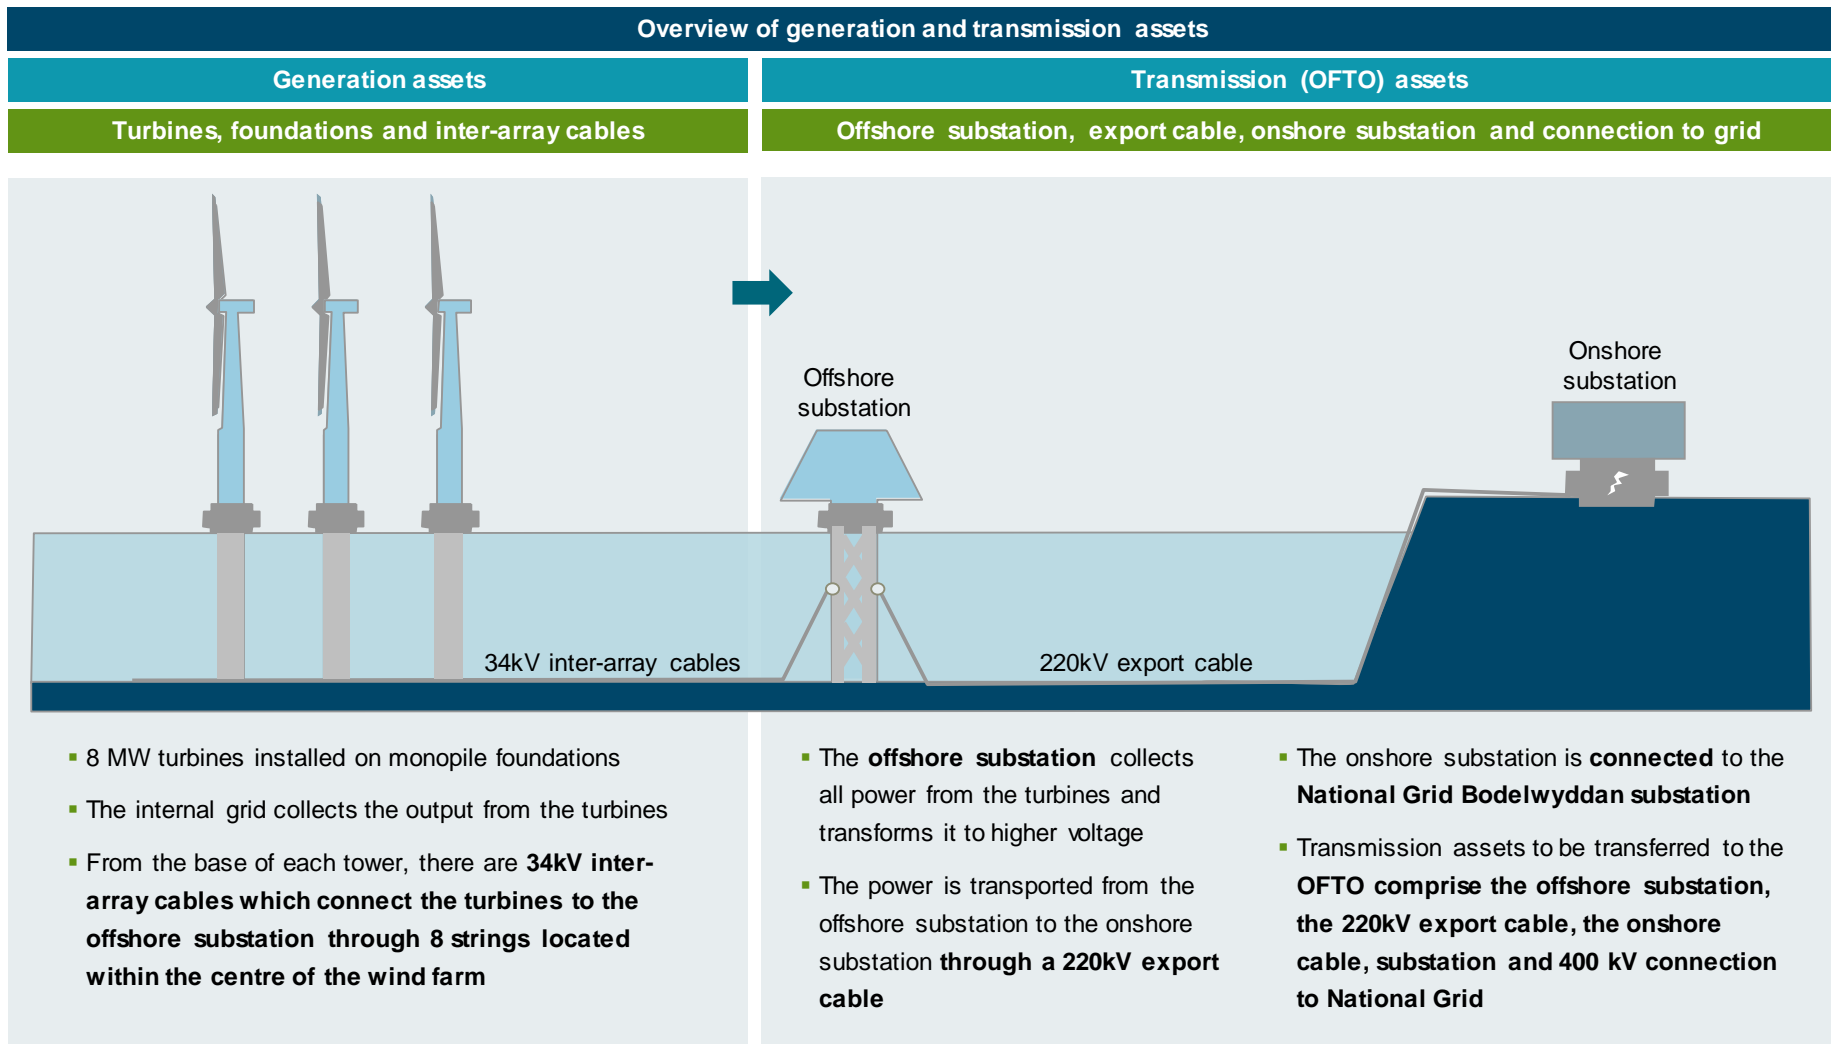 Overview of generation and transmission assets
Generation assets
Transmission (OFTO) assets
Turbines, foundations and inter-array cables
Offshore substation, export cable, onshore substation and connection to grid
Offshore
substation
Onshore
substation
34kV inter-array cables
220kV export cable
▪ 8 MW turbines installed on monopile foundations
▪ The internal grid collects the output from the turbines
▪ From the base of each tower, there are 34kV inter-
array cables which connect the turbines to the
offshore substation through 8 strings located
within the centre of the wind farm
▪ The offshore substation collects
all power from the turbines and
transforms it to higher voltage
▪ The power is transported from the
offshore substation to the onshore
substation through a 220kV export
cable
▪ The onshore substation is connected to the
National Grid Bodelwyddan substation
▪ Transmission assets to be transferred to the
OFTO comprise the offshore substation,
the 220kV export cable, the onshore
cable, substation and 400 kV connection
to National Grid